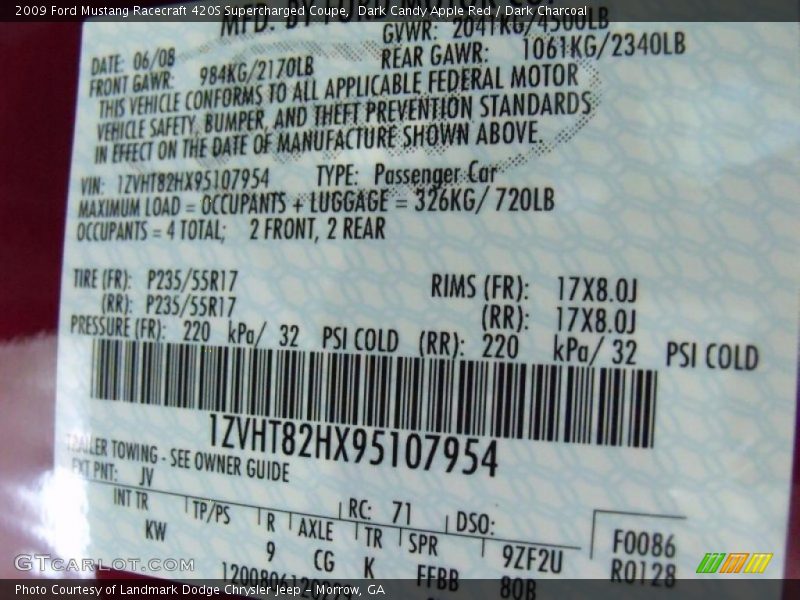 2009 Ford Mustang Racecraft 420S Supercharged Coupe / Dark Candy Apple Red / Dark Charcoal
MFD. BY FORD
GVWR: 2041KG/4500LB
DATE: 06/08
REAR GAWR: 1061KG/2340LB
FRONT GAWR: 984KG/2170LB
THIS VEHICLE CONFORMS TO ALL APPLICABLE FEDERAL MOTOR
VEHICLE SAFETY, BUMPER, AND THEFT PREVENTION STANDARDS
IN EFFECT ON THE DATE OF MANUFACTURE SHOWN ABOVE.
VIN: 1ZVHT82HX95107954 TYPE: Passenger Car
MAXIMUM LOAD = OCCUPANTS + LUGGAGE = 326KG/ 720LB
OCCUPANTS = 4 TOTAL; 2 FRONT, 2 REAR
TIRE (FR): P235/55R17 RIMS (FR): 17X8.0J
(RR): P235/55R17 (RR): 17X8.0J
PRESSURE (FR): 220 kPa/ 32 PSI COLD (RR): 220 kPa/ 32 PSI COLD
1ZVHT82HX95107954
TRAILER TOWING - SEE OWNER GUIDE
EXT PNT: JV RC: 71 DSO:
INT TR TP/PS R AXLE TR SPR 9ZF2U F0086
KW 9 CG K FFBB 80B R0128
GTcarlot.com
Photo Courtesy of Landmark Dodge Chrysler Jeep - Morrow, GA